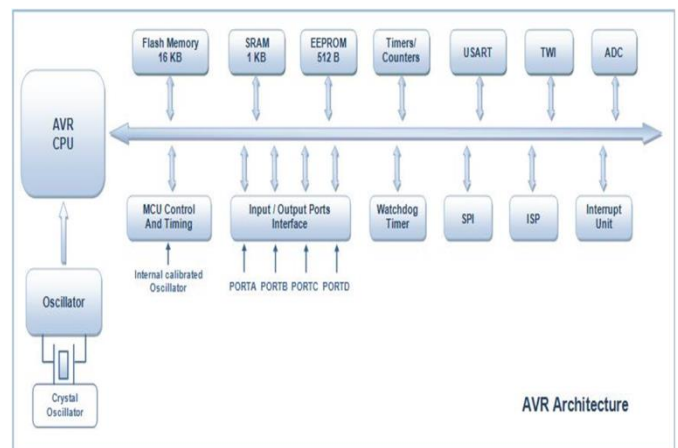 Flash Memory
16 KB
SRAM
1 KB
EEPROM
512 B
Timers/
Counters
USART
TWI
ADC
AVR
CPU
MCU Control
And Timing
Input / Output Ports
Interface
Watchdog
Timer
SPI
ISP
Interrupt
Unit
Internal calibrated
Oscillator
PORTA PORTB PORTC PORTD
Oscillator
Crystal
Oscillator
AVR Architecture